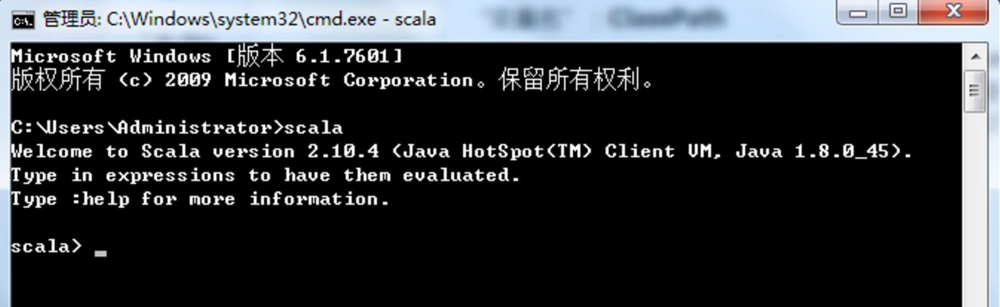 管理员: C:\Windows\system32\cmd.exe - scala
ClassPath
Microsoft Windows [版本 6.1.7601]
版权所有 (c) 2009 Microsoft Corporation。保留所有权利。
C:\Users\Administrator>scala
Welcome to Scala version 2.10.4 (Java HotSpot(TM) Client VM, Java 1.8.0_45).
Type in expressions to have them evaluated.
Type :help for more information.
scala>